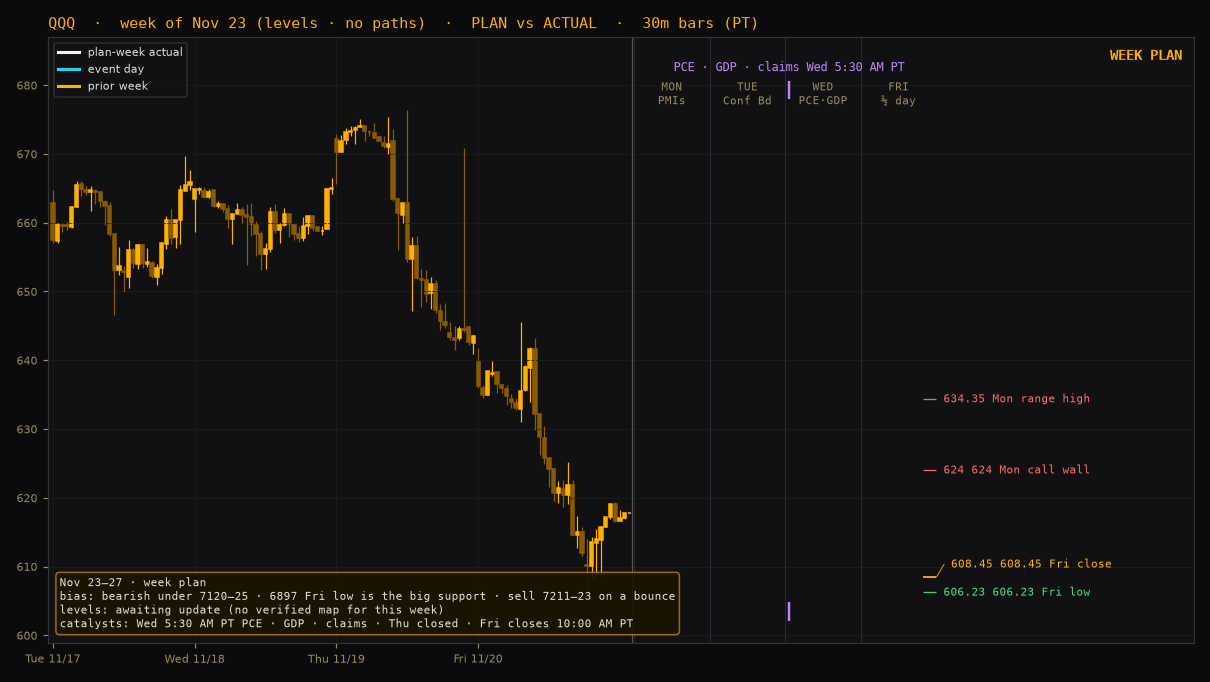 QQQ · week of Nov 23 (levels · no paths) · PLAN vs ACTUAL · 30m bars (PT)
plan-week actual
event day
prior week
WEEK PLAN
PCE · GDP · claims Wed 5:30 AM PT
MON TUE WED FRI
PMIs Conf Bd PCE·GDP ½ day
680
670
660
650
640
630
620
610
600
634.35 Mon range high
624 624 Mon call wall
608.45 608.45 Fri close
606.23 606.23 Fri low
Nov 23–27 · week plan
bias: bearish under 7120–25 · 6897 Fri low is the big support · sell 7211–23 on a bounce
levels: awaiting update (no verified map for this week)
catalysts: Wed 5:30 AM PT PCE · GDP · claims · Thu closed · Fri closes 10:00 AM PT
Tue 11/17 Wed 11/18 Thu 11/19 Fri 11/20